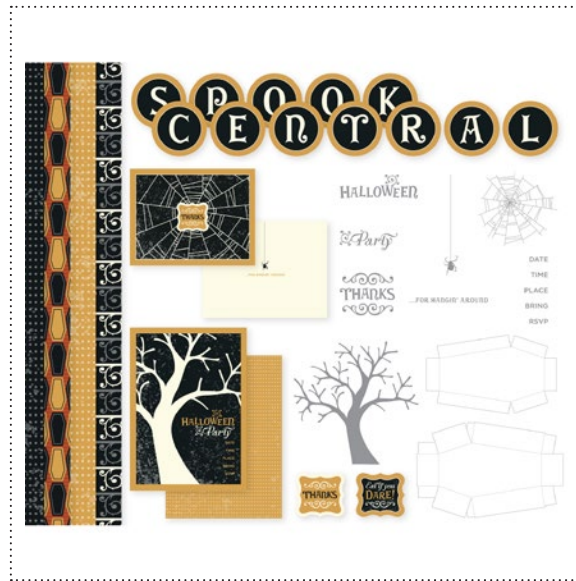 SPOOK
CENTRAL
THANKS
HALLOWEEN
Party
THANKS
...FOR HANGIN' AROUND
DATE
TIME
PLACE
BRING
RSVP
HALLOWEEN
Party
THANKS
Eat if you
DARE!